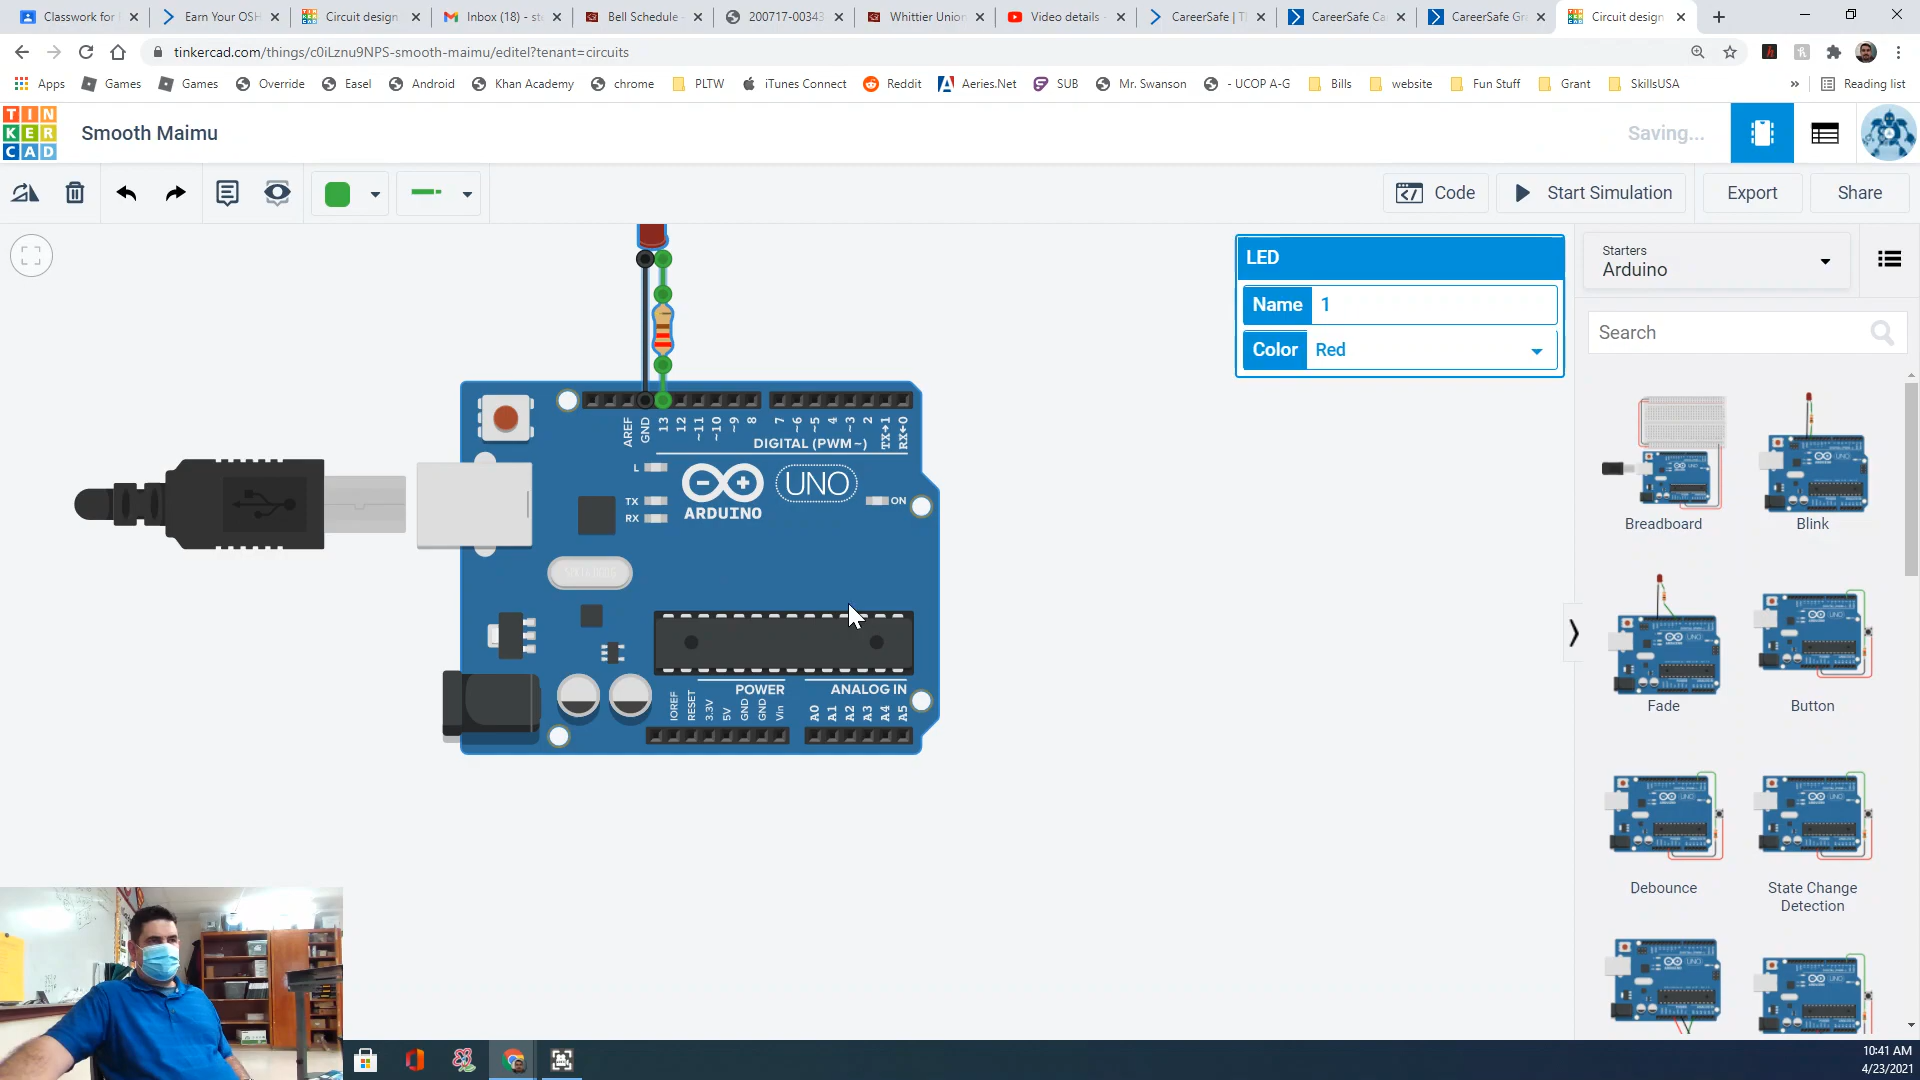 Classwork for
Earn Your OSH
Circuit design
Inbox (18) - st
Bell Schedule -
200717-00343
Whittier Union
Video details -
CareerSafe | T
CareerSafe Ca
CareerSafe Gr
Circuit design
tinkercad.com/things/c0iLznu9NPS-smooth-maimu/editel?tenant=circuits
Apps
Games
Games
Override
Easel
Android
Khan Academy
chrome
PLTW
iTunes Connect
Reddit
Aeries.Net
SUB
Mr. Swanson
- UCOP A-G
Bills
website
Fun Stuff
Grant
SkillsUSA
»
Reading list
TIN
KER
CAD
Smooth Maimu
Saving...
Code
Start Simulation
Export
Share
LED
Name 1
Color Red
Starters
Arduino
Search
AREF
GND
13
12
~11
~10
~9
8
7
~6
~5
4
~3
2
TX→1
RX←0
DIGITAL (PWM~)
L
TX
RX
UNO
ARDUINO
ON
POWER
ANALOG IN
IOREF
RESET
3.3V
5V
GND
GND
Vin
A0
A1
A2
A3
A4
A5
Breadboard
Blink
Fade
Button
Debounce
State Change
Detection
10:41 AM
4/23/2021